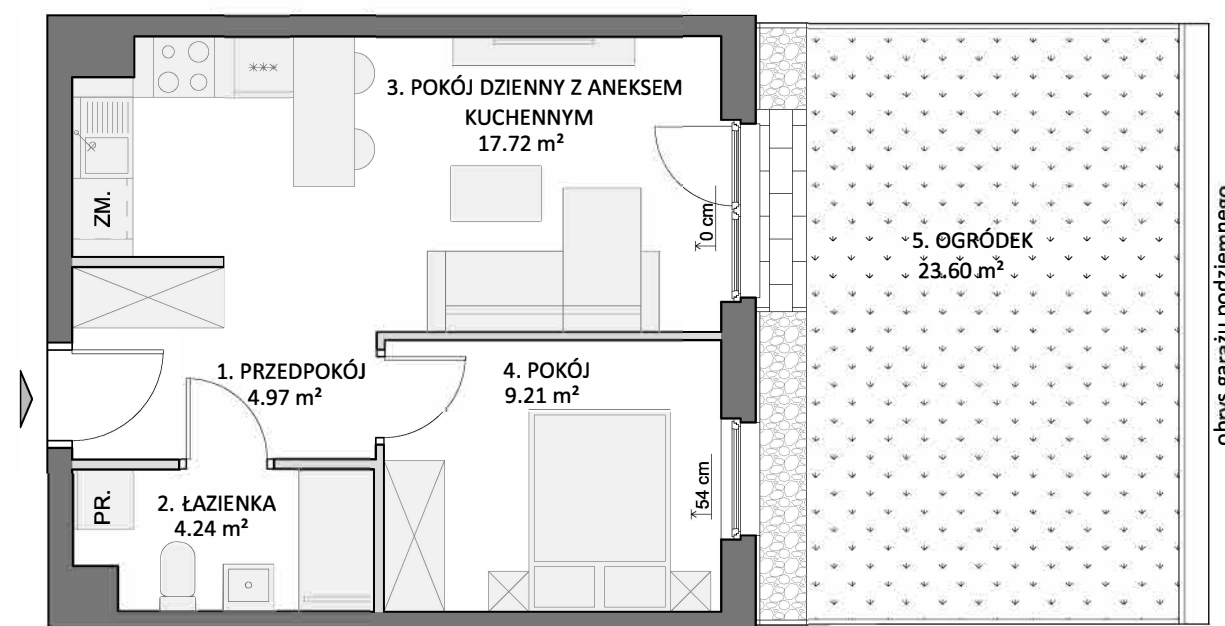 3. POKÓJ DZIENNY Z ANEKSEM
KUCHENNYM
17.72 m²
ZM.
0 cm
5. OGRÓDEK
23.60 m²
obrys garażu podziemnego
1. PRZEDPOKÓJ
4.97 m²
4. POKÓJ
9.21 m²
54 cm
PR.
2. ŁAZIENKA
4.24 m²